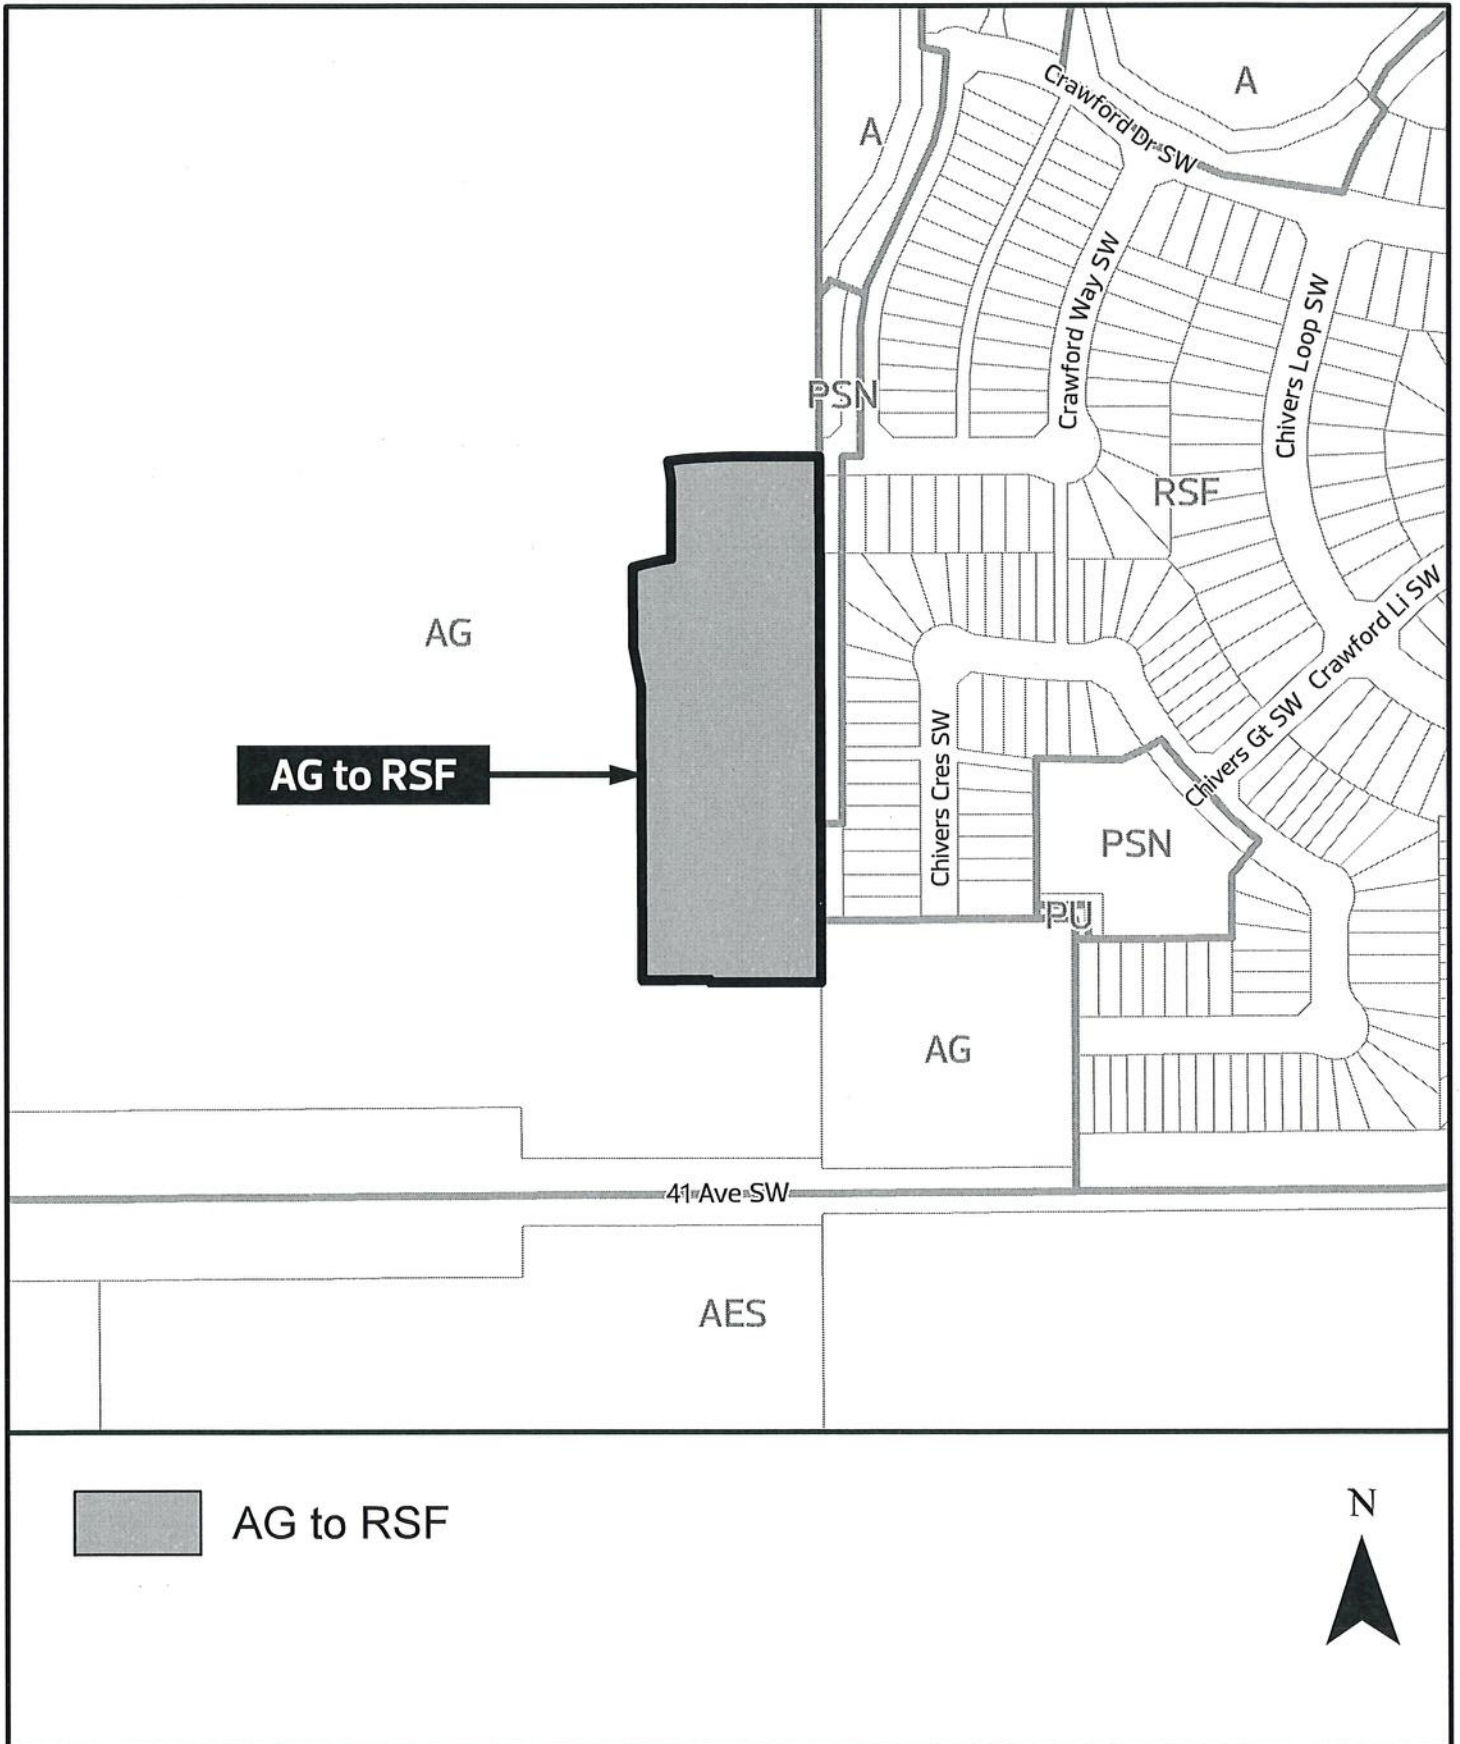 A
Crawford Dr SW
A
Crawford Way SW
Chivers Loop SW
PSN
RSF
Crawford Li SW
AG
Chivers Gt SW
Chivers Cres SW
AG to RSF
PSN
PU
AG
41 Ave SW
AES
AG to RSF
N